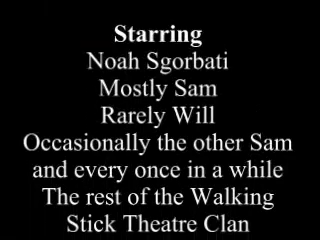 Starring
Noah Sgorbati
Mostly Sam
Rarely Will
Occasionally the other Sam
and every once in a while
The rest of the Walking
Stick Theatre Clan